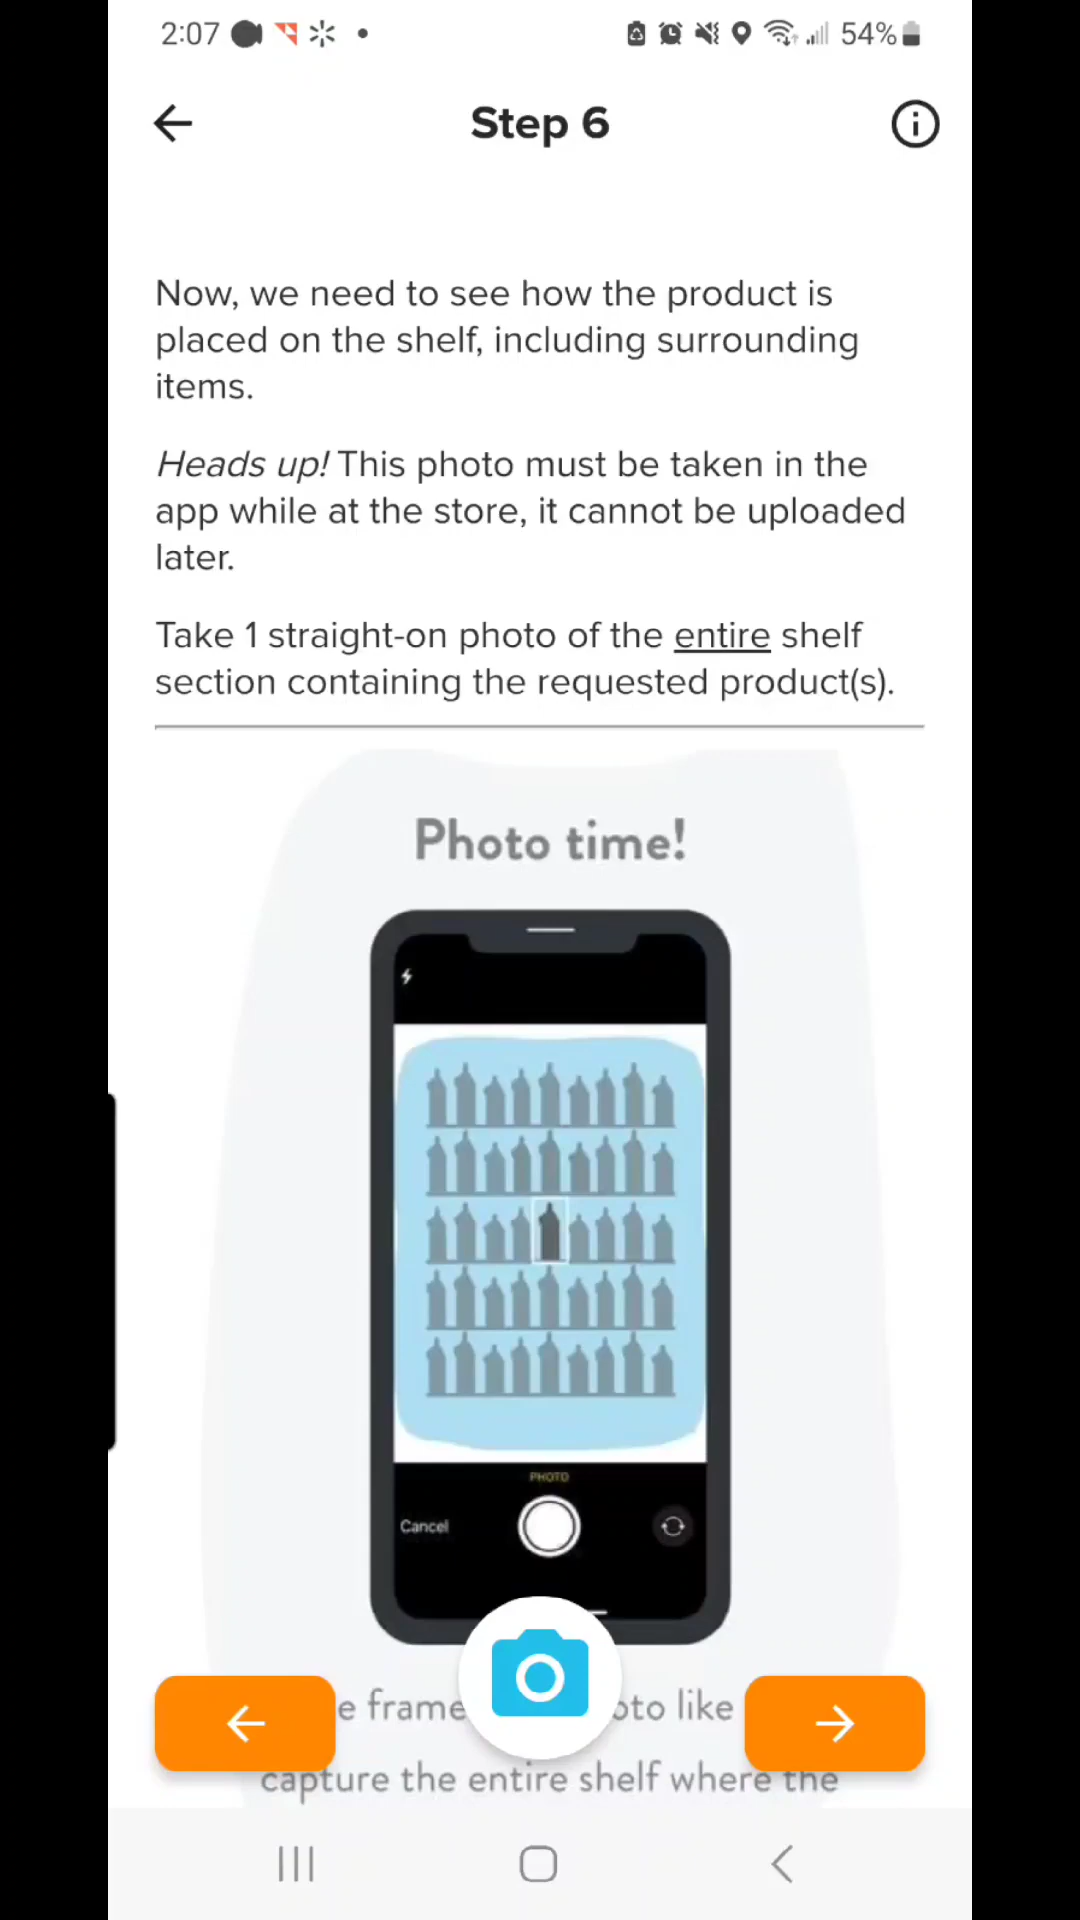 2:07
54%
Step 6
Now, we need to see how the product is
placed on the shelf, including surrounding
items.
Heads up! This photo must be taken in the
app while at the store, it cannot be uploaded
later.
Take 1 straight-on photo of the entire shelf
section containing the requested product(s).
Photo time!
PHOTO
Cancel
frame like
capture the entire shelf where the